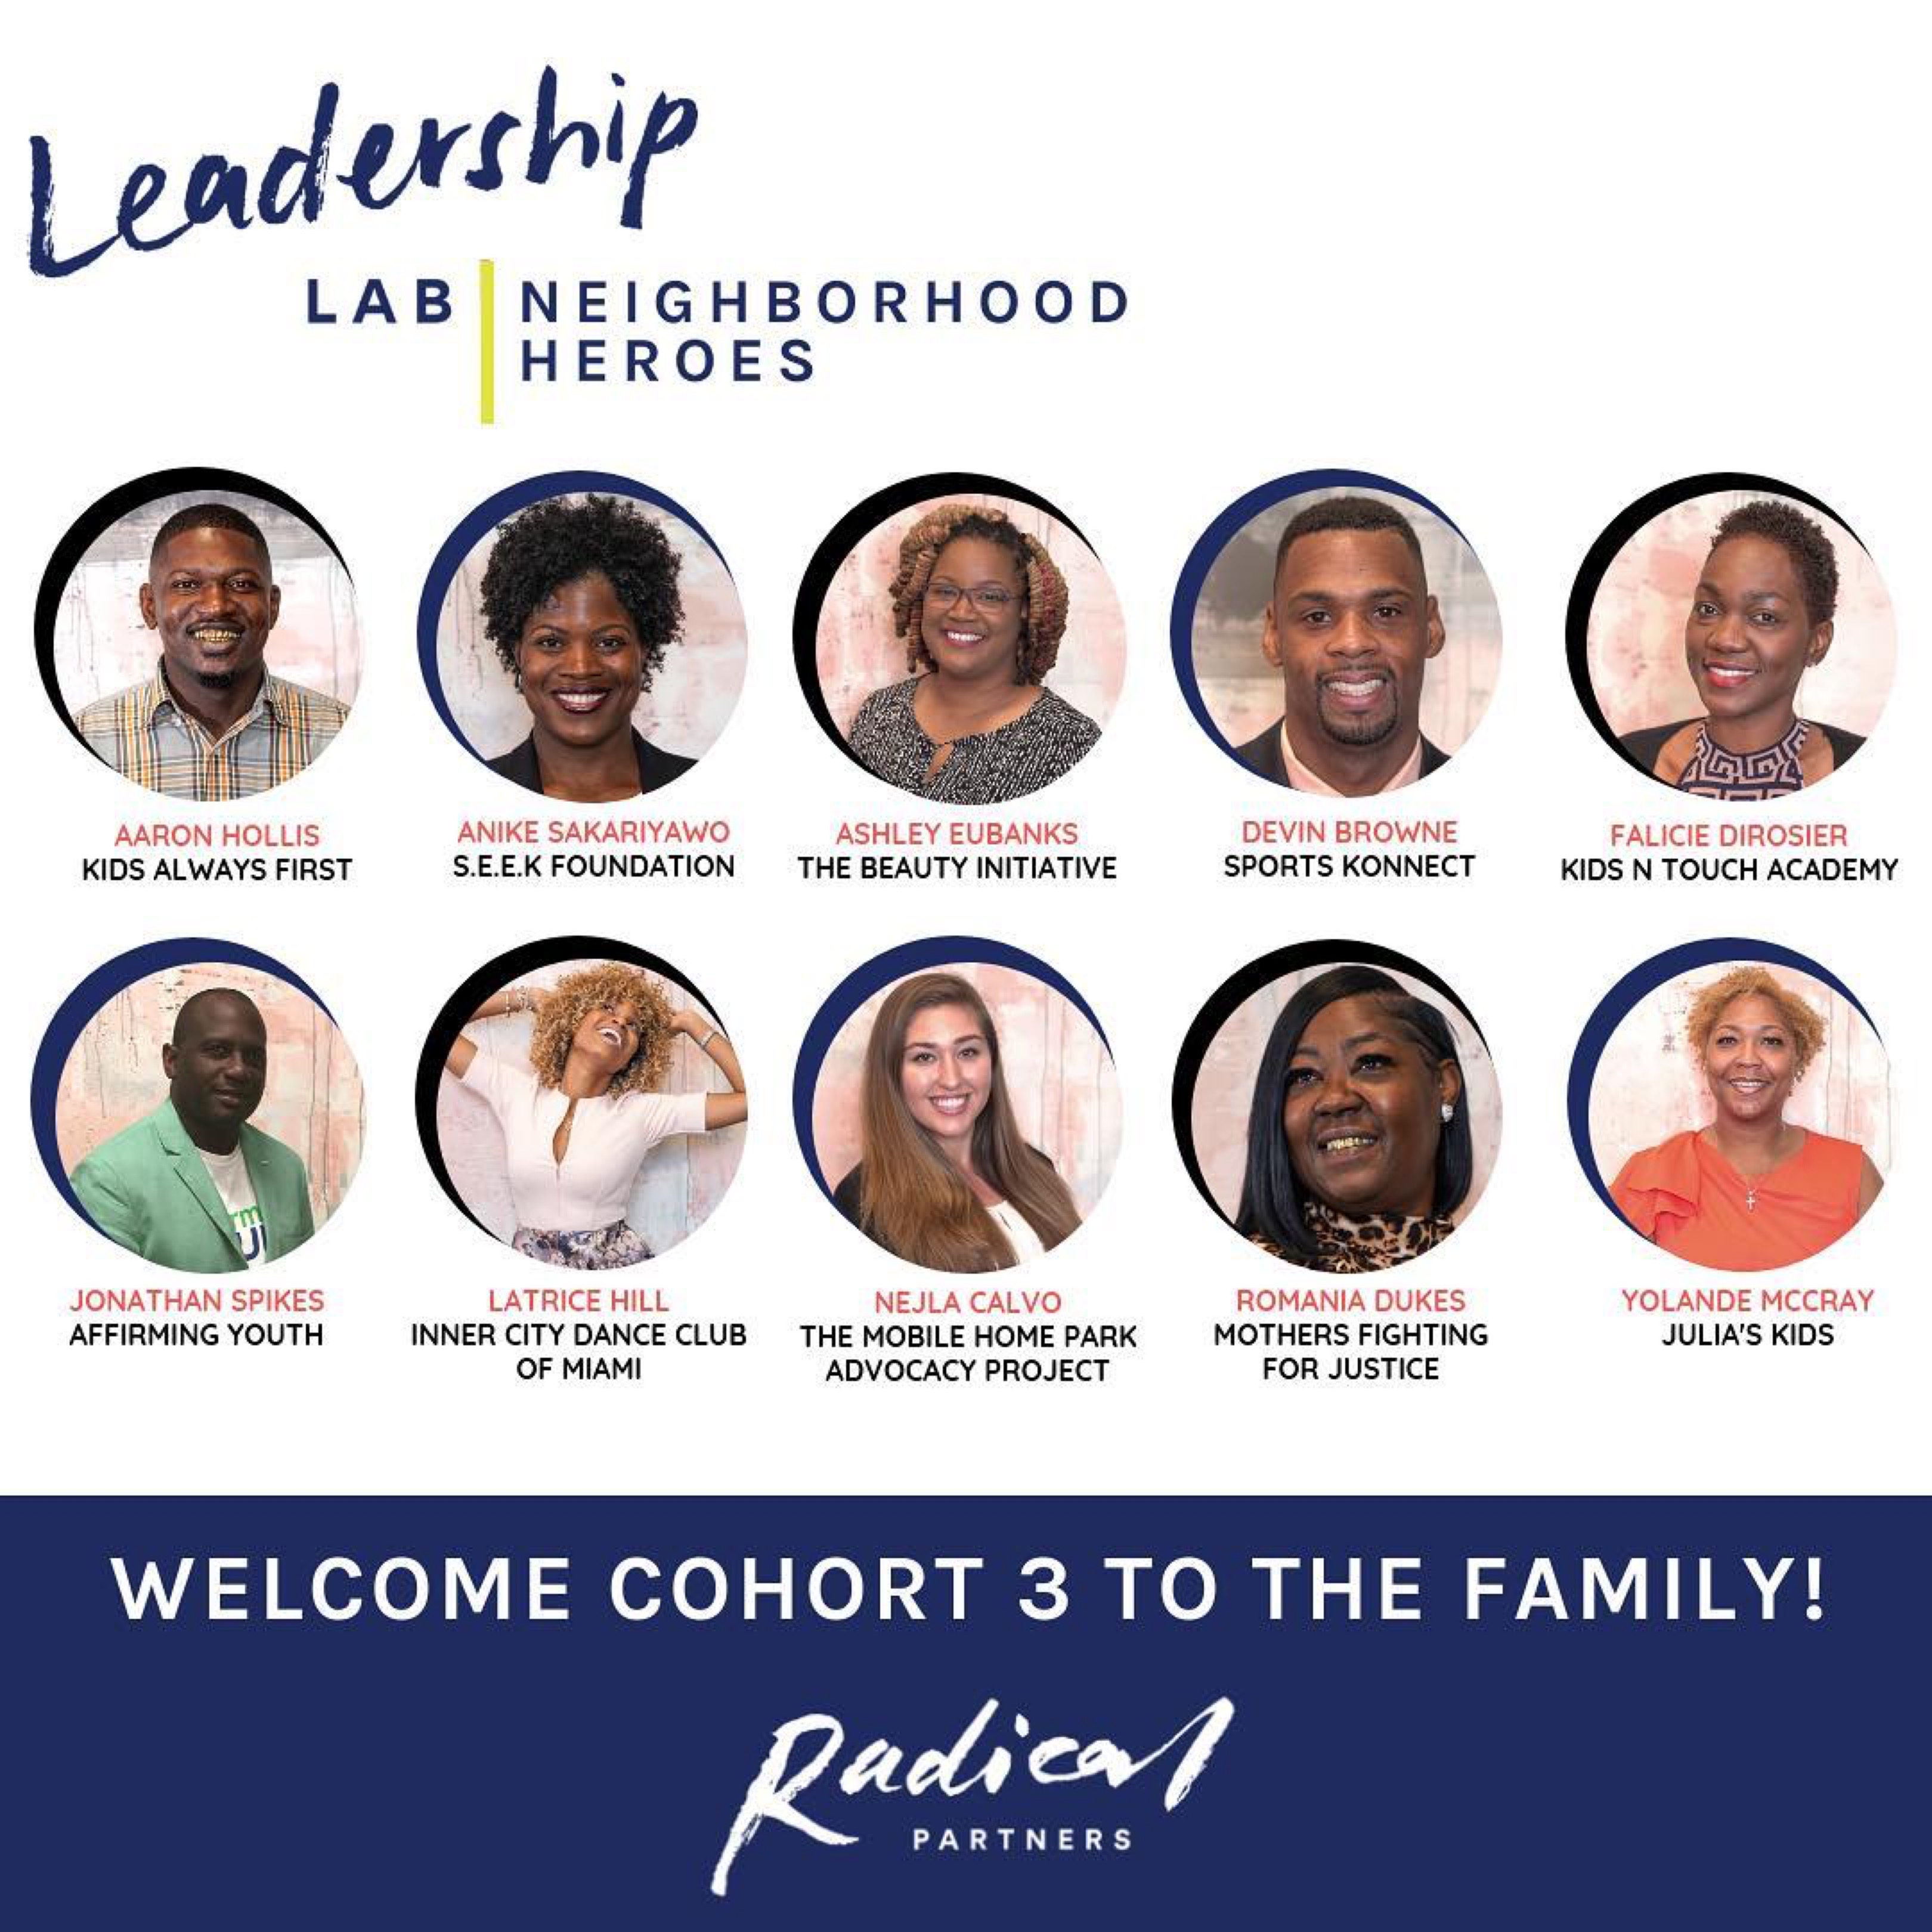 Leadership
LAB
NEIGHBORHOOD
HEROES
AARON HOLLIS
KIDS ALWAYS FIRST
ANIKE SAKARIYAWO
S.E.E.K FOUNDATION
ASHLEY EUBANKS
THE BEAUTY INITIATIVE
DEVIN BROWNE
SPORTS KONNECT
FALICIE DIROSIER
KIDS N TOUCH ACADEMY
JONATHAN SPIKES
AFFIRMING YOUTH
LATRICE HILL
INNER CITY DANCE CLUB
OF MIAMI
NEJLA CALVO
THE MOBILE HOME PARK
ADVOCACY PROJECT
ROMANIA DUKES
MOTHERS FIGHTING
FOR JUSTICE
YOLANDE MCCRAY
JULIA'S KIDS
WELCOME COHORT 3 TO THE FAMILY!
Radical
PARTNERS